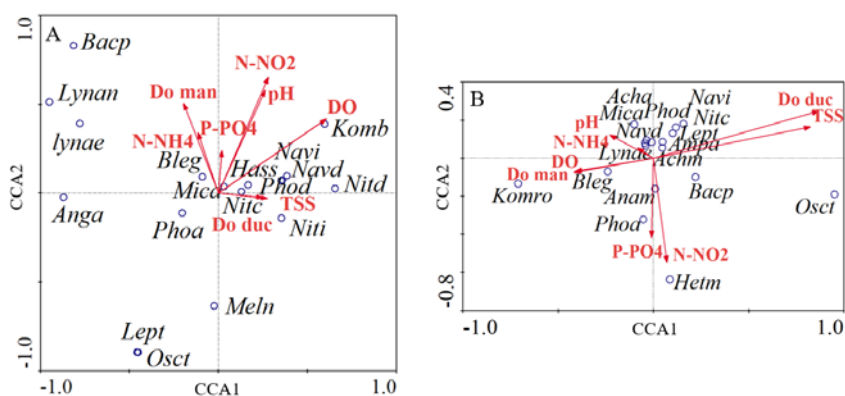 A
1.0
Bacp
N-NO2
Lynan
Do man
pH
DO
lynae
P-PO4
Komb
N-NH4
Bleg
Hass
Navi
Navd
Mica
Phod
Nitd
Anga
Nitc
TSS
Phoa
Do duc
Niti
Meln
Lept
Osct
CCA2
-1.0
-1.0
CCA1
1.0
B
0.4
Acha
Navi
Do duc
Mica
Phod
Nitc
TSS
pH
Navd
Lept
N-NH4
Ampa
Lynae
Achm
DO
Do man
Bleg
Komro
Anam
Bacp
Osct
Phod
P-PO4
N-NO2
Hetm
CCA2
-0.8
-1.0
CCA1
1.0